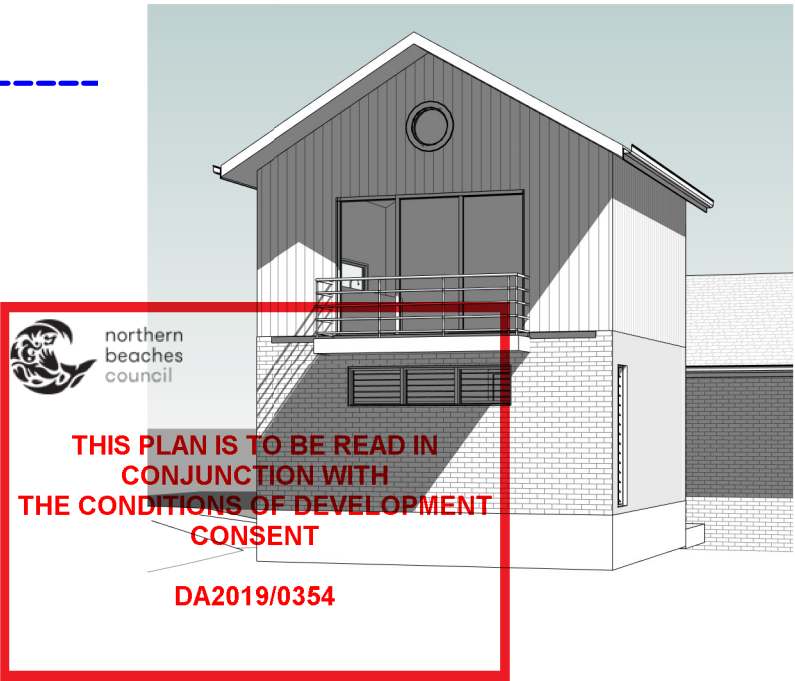 northern
beaches
council
THIS PLAN IS TO BE READ IN
CONJUNCTION WITH
THE CONDITIONS OF DEVELOPMENT
CONSENT
DA2019/0354